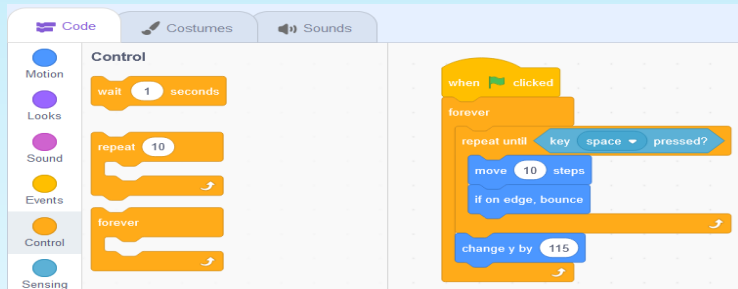 Code Costumes Sounds
Motion
Looks
Sound
Events
Control
Sensing
Control
wait 1 seconds
repeat 10
forever
when clicked
forever
repeat until key space pressed?
move 10 steps
if on edge, bounce
change y by 115